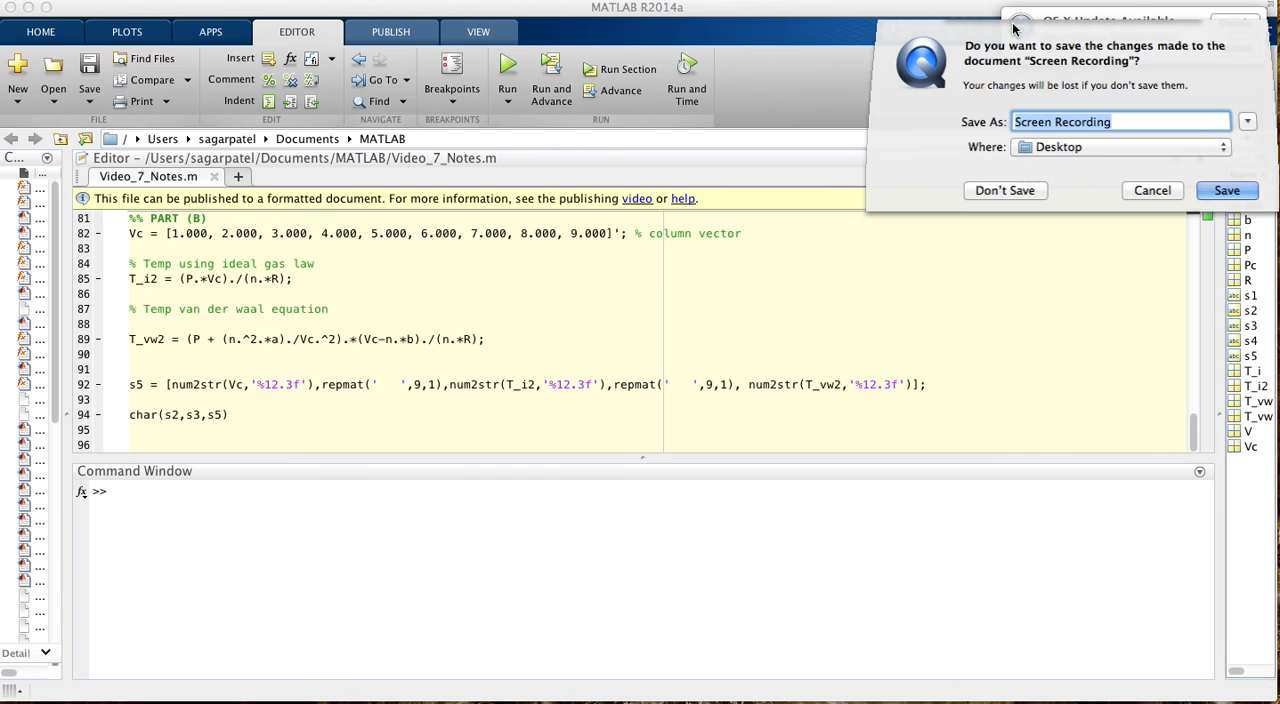 MATLAB R2014a
HOME PLOTS APPS EDITOR PUBLISH VIEW
New Open Save Find Files Compare Print
FILE
Insert fx
Comment
Indent
EDIT
Go To
Find
NAVIGATE
Breakpoints
BREAKPOINTS
Run Run and Advance Run Section Advance Run and Time
RUN
/ Users sagarpatel Documents MATLAB
C...
Editor – /Users/sagarpatel/Documents/MATLAB/Video_7_Notes.m
Video_7_Notes.m
This file can be published to a formatted document. For more information, see the publishing video or help.
81 %% PART (B)
82 – Vc = [1.000, 2.000, 3.000, 4.000, 5.000, 6.000, 7.000, 8.000, 9.000]'; % column vector
83
84 % Temp using ideal gas law
85 – T_i2 = (P.*Vc)./(n.*R);
86
87 % Temp van der waal equation
88
89 – T_vw2 = (P + (n.^2.*a)./Vc.^2).*(Vc-n.*b)./(n.*R);
90
91
92 – s5 = [num2str(Vc,'%12.3f'),repmat('   ',9,1),num2str(T_i2,'%12.3f'),repmat('   ',9,1), num2str(T_vw2,'%12.3f')];
93
94 – char(s2,s3,s5)
95
96
Command Window
fx >>
Detail
OS X Update Available
Do you want to save the changes made to the
document “Screen Recording”?
Your changes will be lost if you don’t save them.
Save As: Screen Recording
Where: Desktop
Don’t Save Cancel Save
b
n
P
Pc
R
s1
s2
s3
s4
s5
T_i
T_i2
T_vw
T_vw
V
Vc